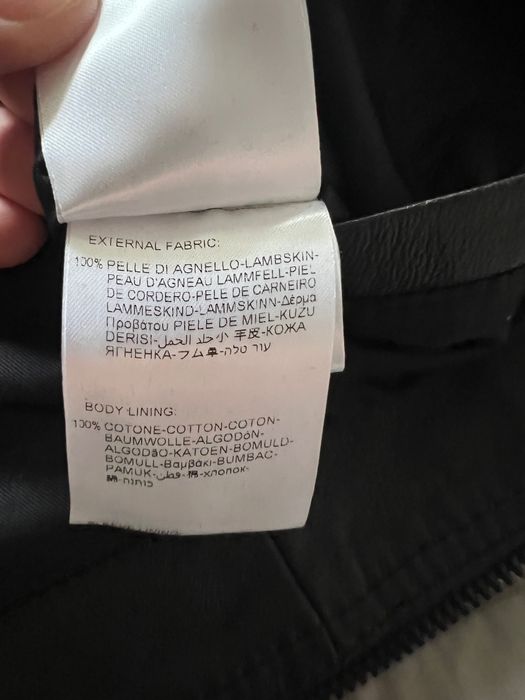 EXTERNAL FABRIC:
100% PELLE DI AGNELLO-LAMBSKIN-
PEAU D'AGNEAU LAMMFELL-PIEL
DE CORDERO-PELE DE CARNEIRO
LAMMESKIND-LAMMSKINN-Δέρμα
Προβάτου PIELE DE MIEL-KUZU
DERISI-جلد الحمل-小羊皮-КОЖА
ЯГНЕНКА-ラム革-עור טלה
BODY LINING:
100% COTONE-COTTON-COTON-
BAUMWOLLE-ALGODÓN-
ALGODÃO-KATOEN-BOMULD-
BOMULL-Βαμβάκι-BUMBAC-
PAMUK-قطن-棉-ХЛОПОК-
綿-כותנה